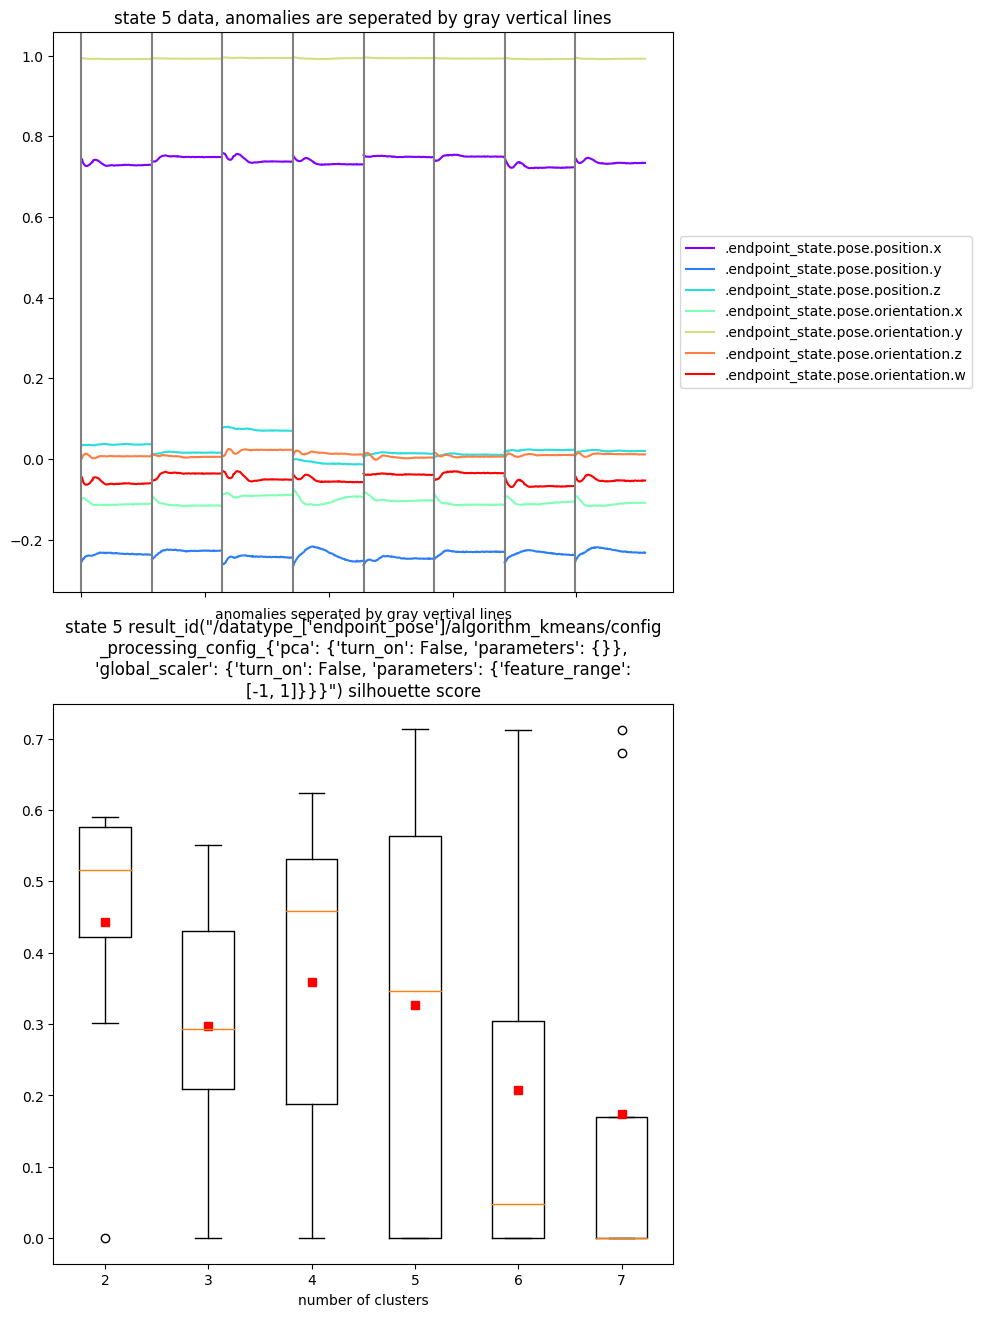 state 5 data, anomalies are seperated by gray vertical lines
1.0
0.8
0.6
0.4
0.2
0.0
−0.2
.endpoint_state.pose.position.x
.endpoint_state.pose.position.y
.endpoint_state.pose.position.z
.endpoint_state.pose.orientation.x
.endpoint_state.pose.orientation.y
.endpoint_state.pose.orientation.z
.endpoint_state.pose.orientation.w
anomalies seperated by gray vertival lines
state 5 result_id("/datatype_['endpoint_pose']/algorithm_kmeans/config
_processing_config_{'pca': {'turn_on': False, 'parameters': {}},
'global_scaler': {'turn_on': False, 'parameters': {'feature_range':
[-1, 1]}}}") silhouette score
0.7
0.6
0.5
0.4
0.3
0.2
0.1
0.0
2 3 4 5 6 7
number of clusters